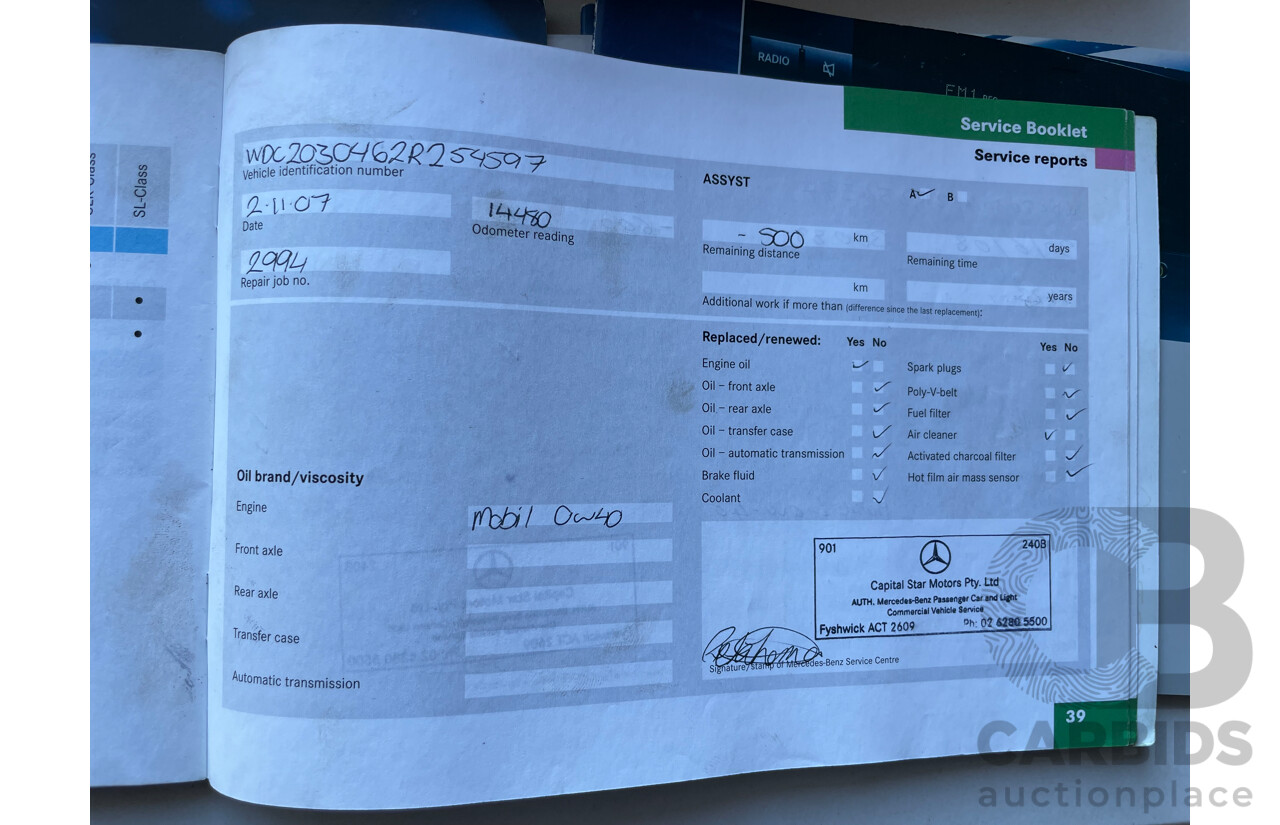 RADIO
FM1
Service Booklet
Service reports
SL-Class
WDC2030462R254597
Vehicle identification number
2.11.07
Date
14480
Odometer reading
2994
Repair job no.
ASSYST
A B
- 500 km
Remaining distance
days
Remaining time
km
years
Additional work if more than (difference since the last replacement):
Replaced/renewed: Yes No
Engine oil
Oil – front axle
Oil – rear axle
Oil – transfer case
Oil – automatic transmission
Brake fluid
Coolant
Yes No
Spark plugs
Poly-V-belt
Fuel filter
Air cleaner
Activated charcoal filter
Hot film air mass sensor
Oil brand/viscosity
Engine
Mobil 0w40
Front axle
Rear axle
Transfer case
Automatic transmission
901 2408
Capital Star Motors Pty. Ltd
AUTH. Mercedes-Benz Passenger Car and Light
Commercial Vehicle Service
Fyshwick ACT 2609 Ph: 02 6280 5500
Signature/stamp of Mercedes-Benz Service Centre
39
CARBIDS
auctionplace